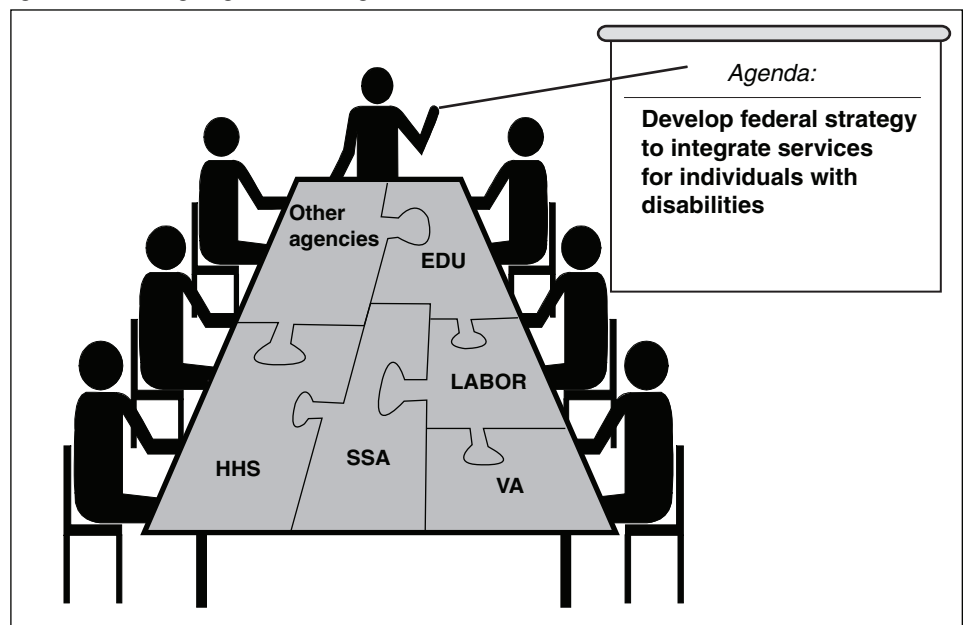 Agenda:
Develop federal strategy
to integrate services
for individuals with
disabilities
Other
agencies
EDU
LABOR
HHS
SSA
VA